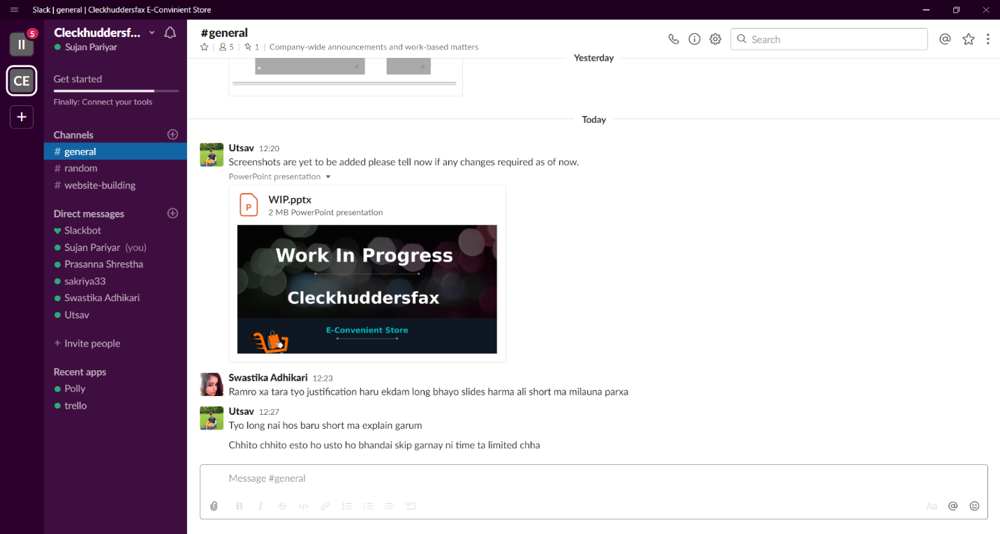 Slack | general | Cleckhuddersfax E-Convinient Store
II
5
CE
+
Cleckhuddersf...
Sujan Pariyar
Get started
Finally: Connect your tools
Channels
# general
# random
# website-building
Direct messages
Slackbot
Sujan Pariyar (you)
Prasanna Shrestha
sakriya33
Swastika Adhikari
Utsav
+ Invite people
Recent apps
Polly
trello
#general
5 | 1 | Company-wide announcements and work-based matters
Search
Yesterday
Today
Utsav 12:20
Screenshots are yet to be added please tell now if any changes required as of now.
PowerPoint presentation
P
WIP.pptx
2 MB PowerPoint presentation
Work In Progress
Cleckhuddersfax
E-Convenient Store
Swastika Adhikari 12:23
Ramro xa tara tyo justification haru ekdam long bhayo slides harma ali short ma milauna parxa
Utsav 12:27
Tyo long nai hos baru short ma explain garum
Chhito chhito esto ho usto ho bhandai skip garnay ni time ta limited chha
Message #general
B I S </> Aa @